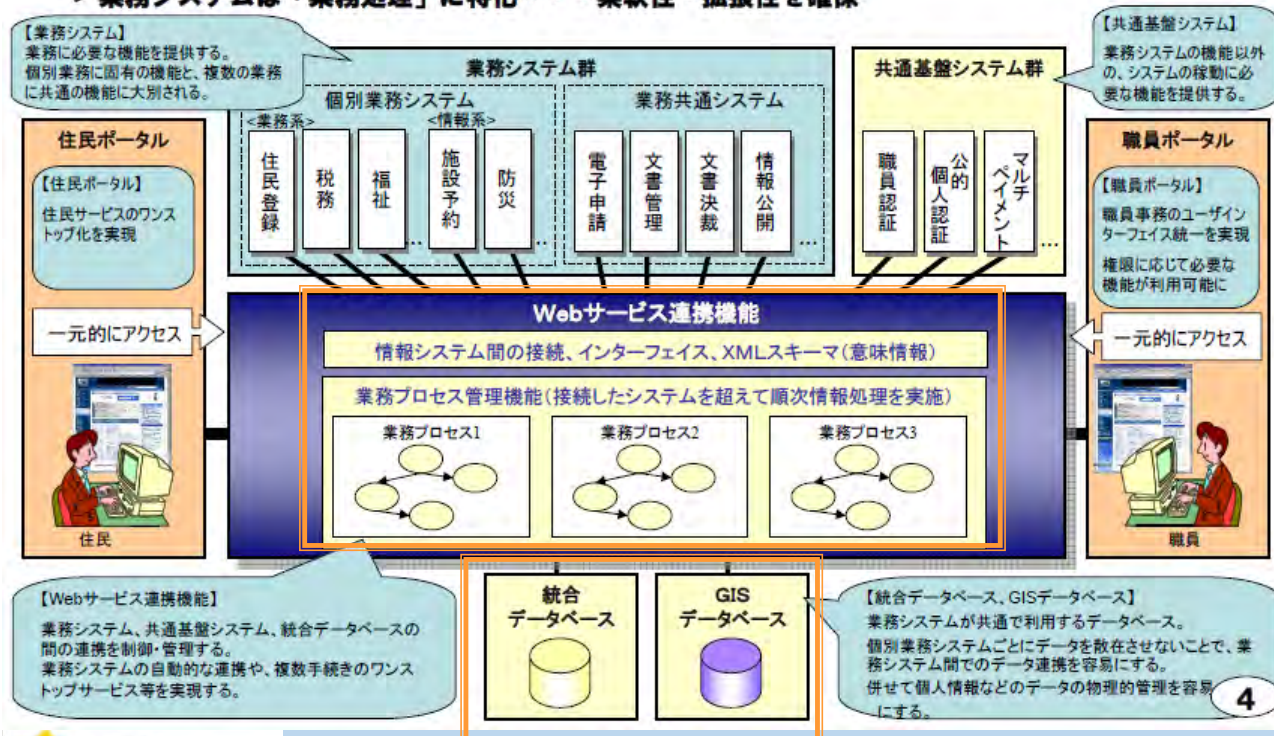 業務システムは「業務処理」に特化
柔軟性・拡張性を確保
【業務システム】
業務に必要な機能を提供する。
個別業務に固有の機能と、複数の業務
に共通の機能に大別される。
【共通基盤システム】
業務システムの機能以外
の、システムの稼動に必
要な機能を提供する。
業務システム群
個別業務システム
<業務系>
<情報系>
住民登録
税務
福祉
…
施設予約
防災
‥
業務共通システム
電子申請
文書管理
文書決裁
情報公開
…
共通基盤システム群
職員認証
公的
個人認証
マルチ
ペイメント
…
住民ポータル
【住民ポータル】
住民サービスのワンス
トップ化を実現
一元的にアクセス
住民
職員ポータル
【職員ポータル】
職員事務のユーザイン
ターフェイス統一を実現
権限に応じて必要な
機能が利用可能に
一元的にアクセス
職員
Webサービス連携機能
情報システム間の接続、インターフェイス、XMLスキーマ(意味情報)
業務プロセス管理機能(接続したシステムを超えて順次情報処理を実施)
業務プロセス1
業務プロセス2
業務プロセス3
【Webサービス連携機能】
業務システム、共通基盤システム、統合データベースの
間の連携を制御・管理する。
業務システムの自動的な連携や、複数手続きのワンス
トップサービス等を実現する。
統合
データベース
GIS
データベース
【統合データベース、GISデータベース】
業務システムが共通で利用するデータベース。
個別業務システムごとにデータを散在させないことで、業
務システム間でのデータ連携を容易にする。
併せて個人情報などのデータの物理的管理を容易
にする。
4